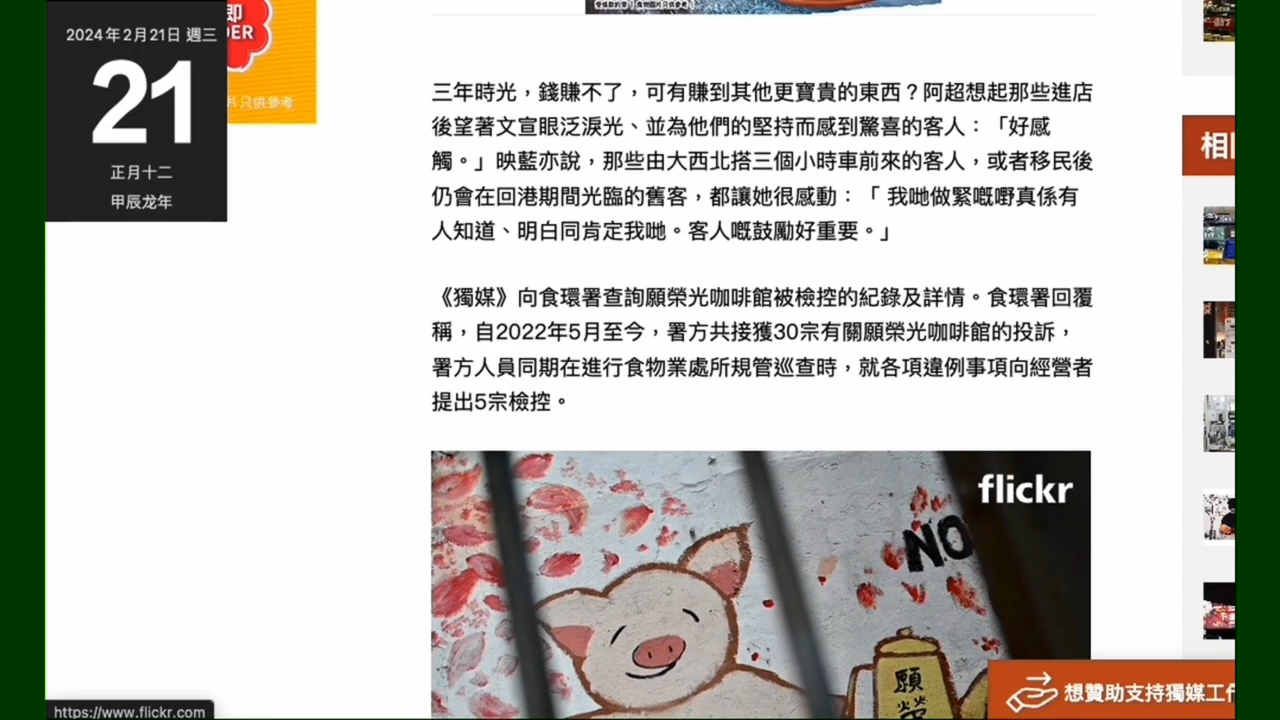 2024年2月21日 週三
21
正月十二
甲辰龙年
即
DER
片只供參考
三年時光，錢賺不了，可有賺到其他更寶貴的東西？阿超想起那些進店
後望著文宣眼泛淚光、並為他們的堅持而感到驚喜的客人：「好感
觸。」映藍亦說，那些由大西北搭三個小時車前來的客人，或者移民後
仍會在回港期間光臨的舊客，都讓她很感動：「 我哋做緊嘅嘢真係有
人知道、明白同肯定我哋。客人嘅鼓勵好重要。」
《獨媒》向食環署查詢願榮光咖啡館被檢控的紀錄及詳情。食環署回覆
稱，自2022年5月至今，署方共接獲30宗有關願榮光咖啡館的投訴，
署方人員同期在進行食物業處所規管巡查時，就各項違例事項向經營者
提出5宗檢控。
flickr
NO
願
榮
相
想贊助支持獨媒工作
https://www.flickr.com